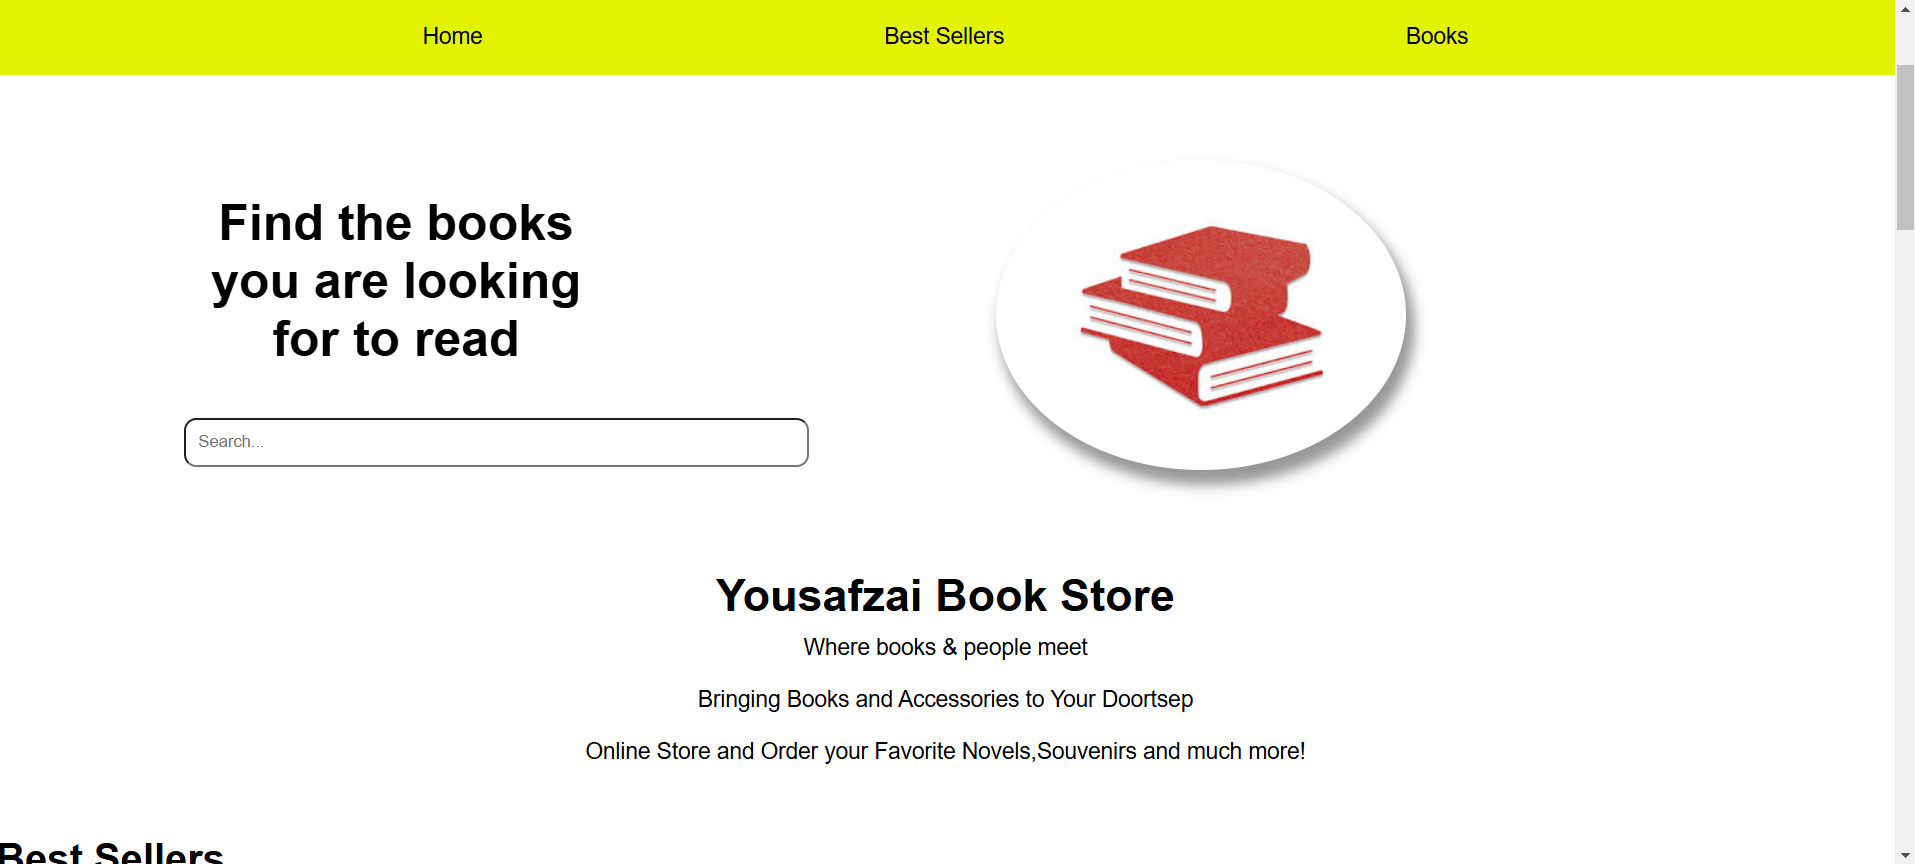 Home Best Sellers Books
Find the books
you are looking
for to read
Search...
Yousafzai Book Store
Where books & people meet
Bringing Books and Accessories to Your Doortsep
Online Store and Order your Favorite Novels,Souvenirs and much more!
Best Sellers